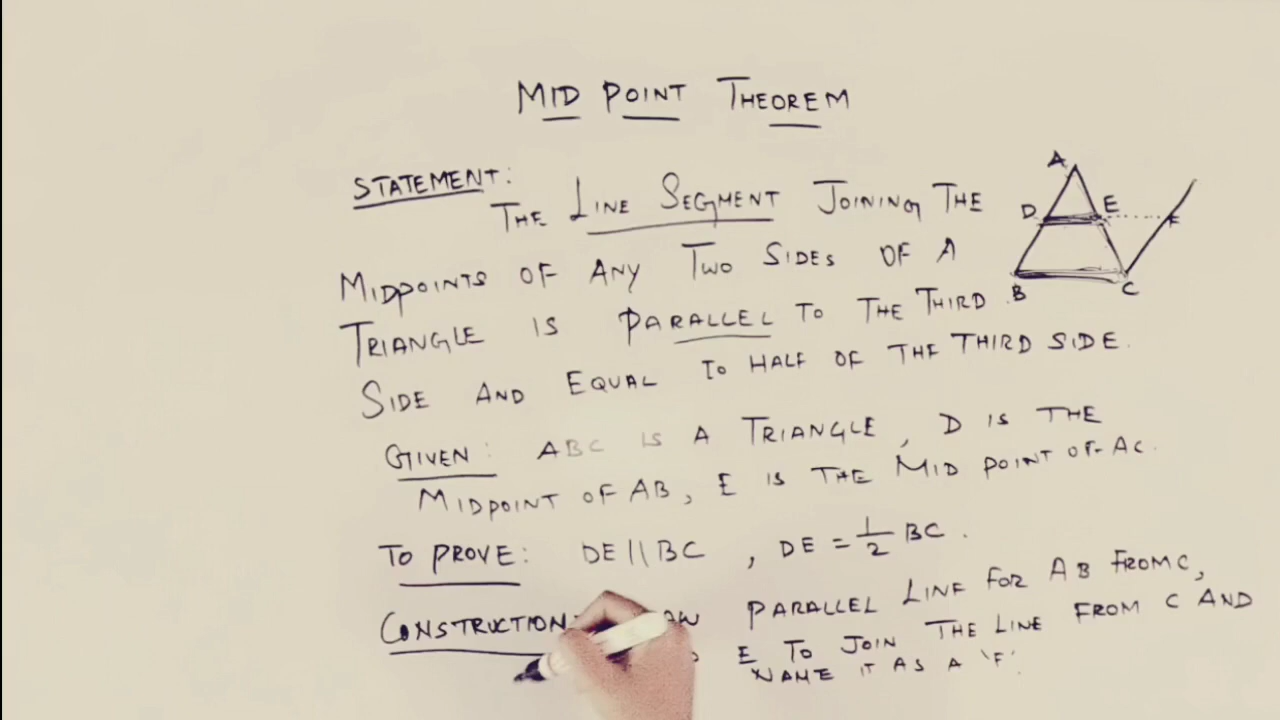 MID POINT THEOREM
STATEMENT:
THE LINE SEGMENT JOINING THE
MIDPOINTS OF ANY TWO SIDES OF A
TRIANGLE IS PARALLEL TO THE THIRD
SIDE AND EQUAL TO HALF OF THE THIRD SIDE.
A
D
E
F
B
C
GIVEN: ABC IS A TRIANGLE, D IS THE
MIDPOINT OF AB, E IS THE MID POINT OF AC.
TO PROVE: DE||BC, DE = 1/2 BC.
CONSTRUCTION: PARALLEL LINE FOR AB FROM C,
E TO JOIN THE LINE FROM C AND
NAME IT AS A 'F'.